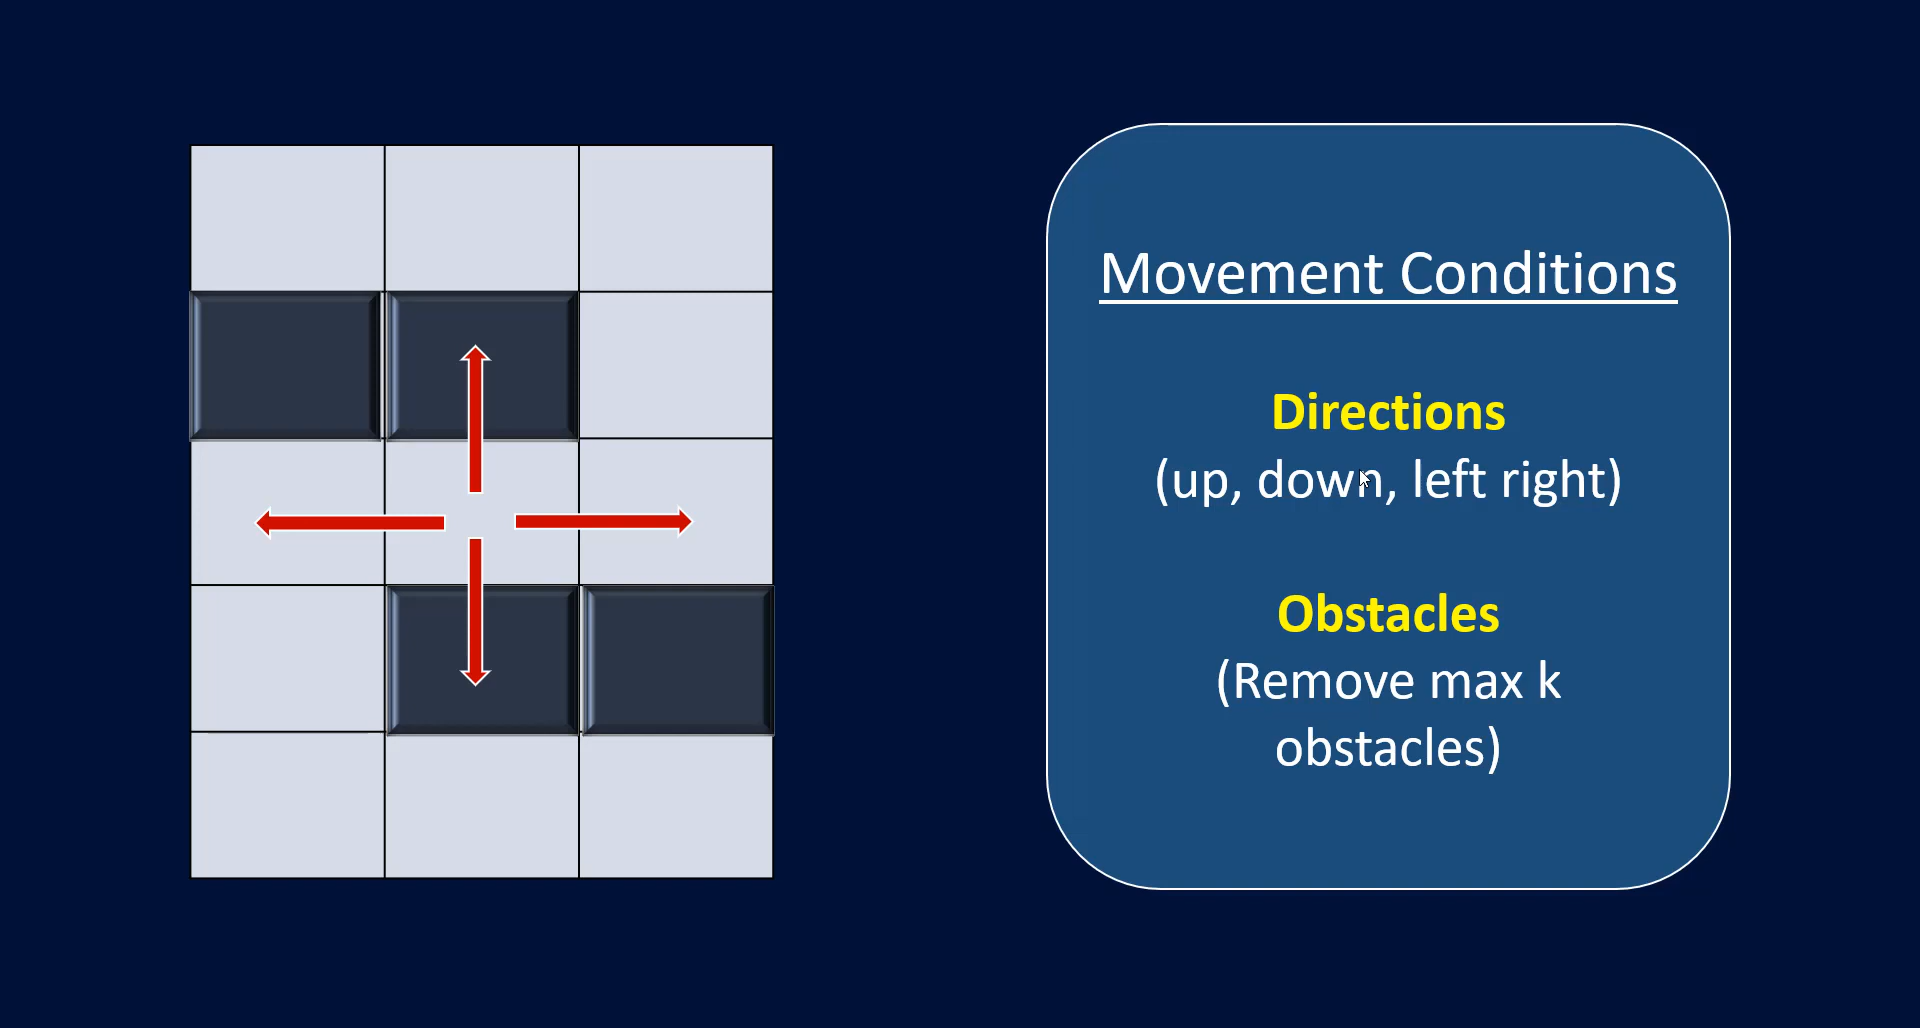 Movement Conditions
Directions
(up, down, left right)
Obstacles
(Remove max k
obstacles)